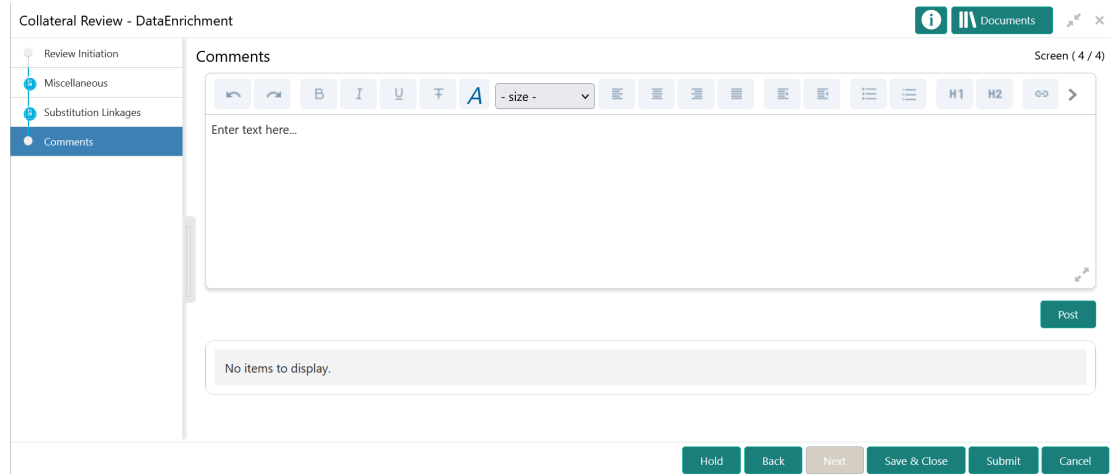 Collateral Review - DataEnrichment
Documents
Review Initiation
Miscellaneous
Substitution Linkages
Comments
Comments
Screen ( 4 / 4)
B I U T A - size - H1 H2
Enter text here...
Post
No items to display.
Hold Back Next Save & Close Submit Cancel